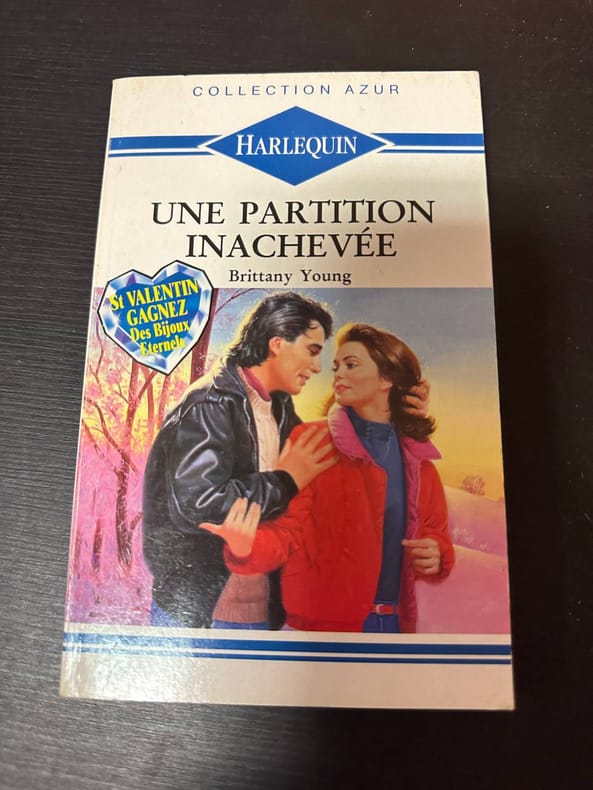 COLLECTION AZUR
HARLEQUIN
UNE PARTITION
INACHEVÉE
Brittany Young
St VALENTIN
GAGNEZ
Des Bijoux
Eternels